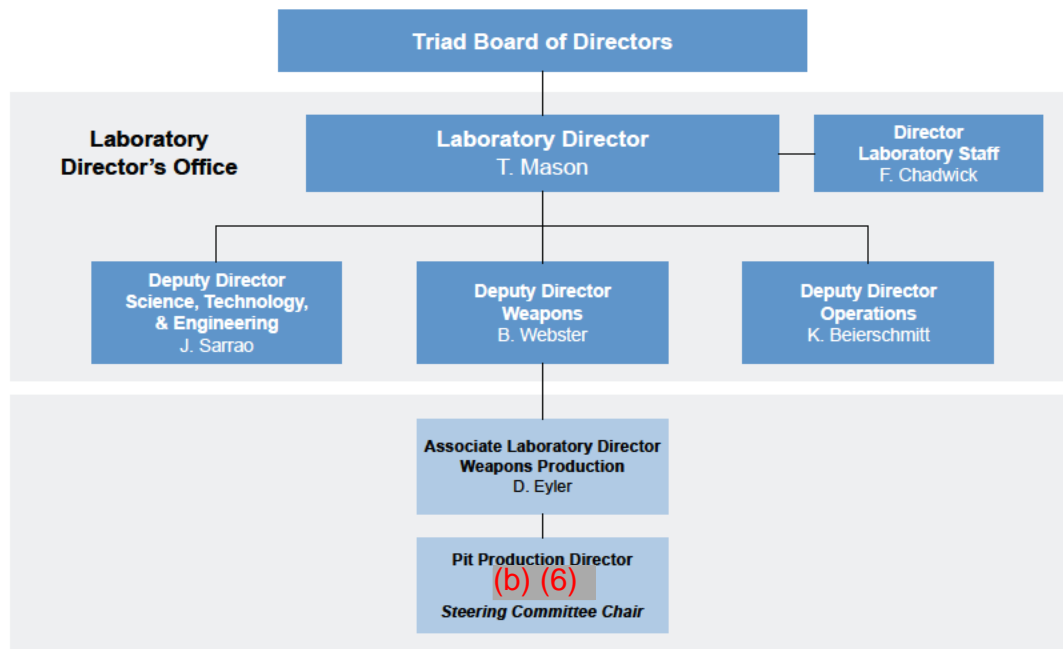 Triad Board of Directors
Laboratory
Director's Office
Laboratory Director
T. Mason
Director
Laboratory Staff
F. Chadwick
Deputy Director
Science, Technology,
& Engineering
J. Sarrao
Deputy Director
Weapons
B. Webster
Deputy Director
Operations
K. Beierschmitt
Associate Laboratory Director
Weapons Production
D. Eyler
Pit Production Director
(b) (6)
Steering Committee Chair